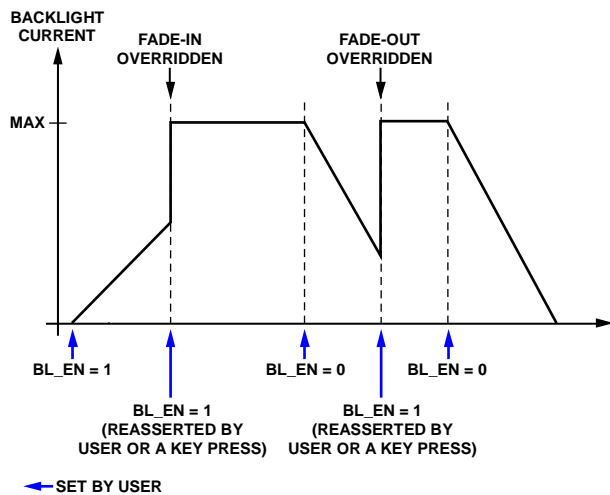 BACKLIGHT
CURRENT
FADE-IN
OVERRIDDEN
FADE-OUT
OVERRIDDEN
MAX
BL_EN = 1
BL_EN = 0
BL_EN = 0
BL_EN = 1
(REASSERTED BY
USER OR A KEY PRESS)
BL_EN = 1
(REASSERTED BY
USER OR A KEY PRESS)
SET BY USER